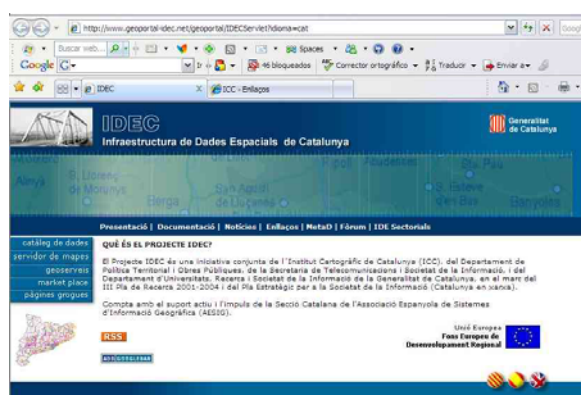 http://www.geoportal-idec.net/geoportal/IDECServlet?idioma=cat
Buscar web...
Spaces
Google
46 bloqueados
Corrector ortográfico
Traducir
Enviar a
IDEC
ICC - Enllaços
IDEC
Infraestructura de Dades Espacials de Catalunya
Generalitat
de Catalunya
Ripoll
Berga
Banyoles
Presentació | Documentació | Notícies | Enllaços | MetaD | Fòrum | IDE Sectorials
catàleg de dades
servidor de mapes
geoserveis
market place
pàgines grogues
QUÈ ÉS EL PROJECTE IDEC?
El Projecte IDEC és una iniciativa conjunta de l'Institut Cartogràfic de Catalunya (ICC), del Departament de
Política Territorial i Obres Públiques, de la Secretaria de Telecomunicacions i Societat de la Informació, i del
Departament d'Universitats, Recerca i Societat de la Informació de la Generalitat de Catalunya, en el marc del
III Pla de Recerca 2001-2004 i del Pla Estratègic per a la Societat de la Informació (Catalunya en xarxa).
Compta amb el suport actiu i l'impuls de la Secció Catalana de l'Associació Espanyola de Sistemes
d'Informació Geogràfica (AESIG).
RSS
Unió Europea
Fons Europeu de
Desenvolupament Regional